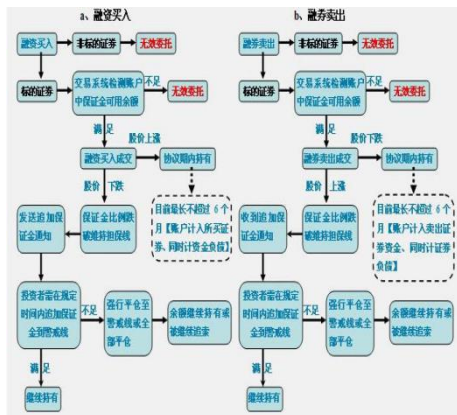 a、融资买入
融资买入
非标的证券
无效委托
标的证券
交易系统检测账户
中保证金可用余额
不足
无效委托
满足
股价上涨
融资买入成交
协议期内持有
股价下跌
目前最长不超过 6 个
月【账户计入所买证
券、同时计资金负债】
发送追加保
证金通知
保证金比例跌
破维持担保线
投资者需在规定
时间内追加保证
金到警戒线
不足
强行平仓至
警戒线或全
部平仓
余额继续持有或
被继续追索
满足
继续持有
b、融券卖出
融券卖出
非标的证券
无效委托
标的证券
交易系统检测账户
中保证金可用余额
不足
无效委托
满足
股价下跌
融券卖出成交
协议期内持有
股价上涨
目前最长不超过 6 个
月【账户计入卖出证
券资金、同时计证券
负债】
收到追加保
证金通知
保证金比例跌
破维持担保线
投资者需在规定
时间内追加保证
金到警戒线
不足
强行平仓至
警戒线或全
部平仓
余额继续持有或
被继续追索
满足
继续持有